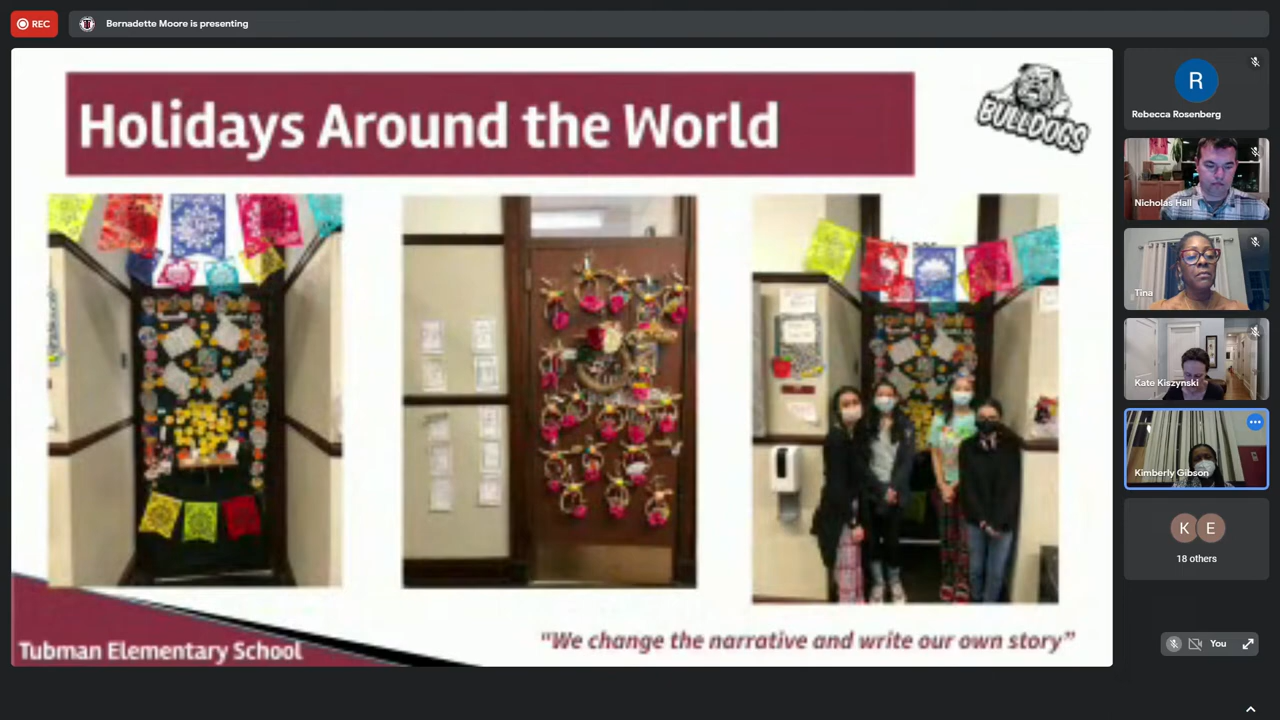 REC
Bernadette Moore is presenting
Holidays Around the World
BULLDOGS
Tubman Elementary School
“We change the narrative and write our own story”
R
Rebecca Rosenberg
Nicholas Hall
Tina
Kate Kiszynski
Kimberly Gibson
K E
18 others
You